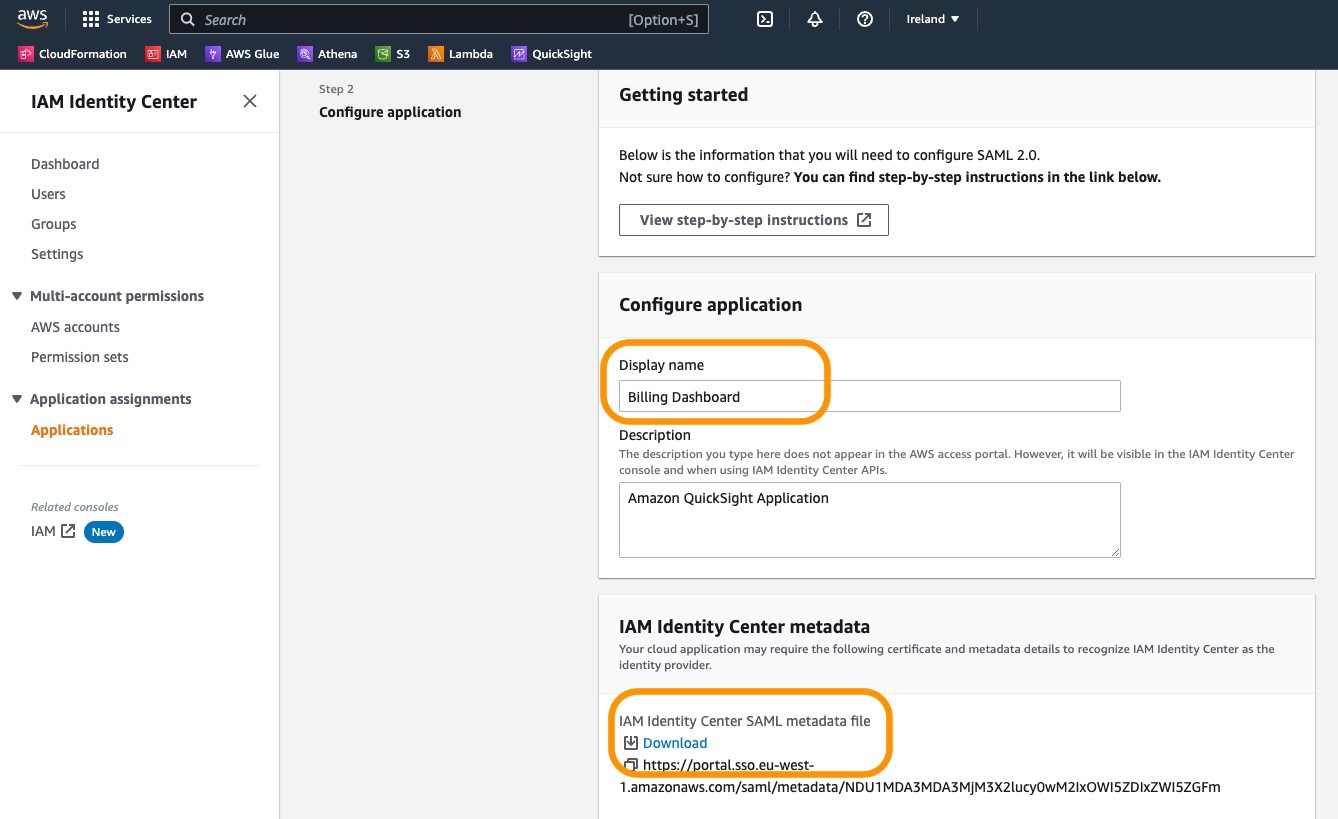 aws
Services
Search
[Option+S]
Ireland
CloudFormation
IAM
AWS Glue
Athena
S3
Lambda
QuickSight
IAM Identity Center
Dashboard
Users
Groups
Settings
Multi-account permissions
AWS accounts
Permission sets
Application assignments
Applications
Related consoles
IAM
New
Step 2
Configure application
Getting started
Below is the information that you will need to configure SAML 2.0.
Not sure how to configure? You can find step-by-step instructions in the link below.
View step-by-step instructions
Configure application
Display name
Billing Dashboard
Description
The description you type here does not appear in the AWS access portal. However, it will be visible in the IAM Identity Center
console and when using IAM Identity Center APIs.
Amazon QuickSight Application
IAM Identity Center metadata
Your cloud application may require the following certificate and metadata details to recognize IAM Identity Center as the
identity provider.
IAM Identity Center SAML metadata file
Download
https://portal.sso.eu-west-
1.amazonaws.com/saml/metadata/NDU1MDA3MDA3MjM3X2lucy0wM2IxOWI5ZDIxZWI5ZGFm